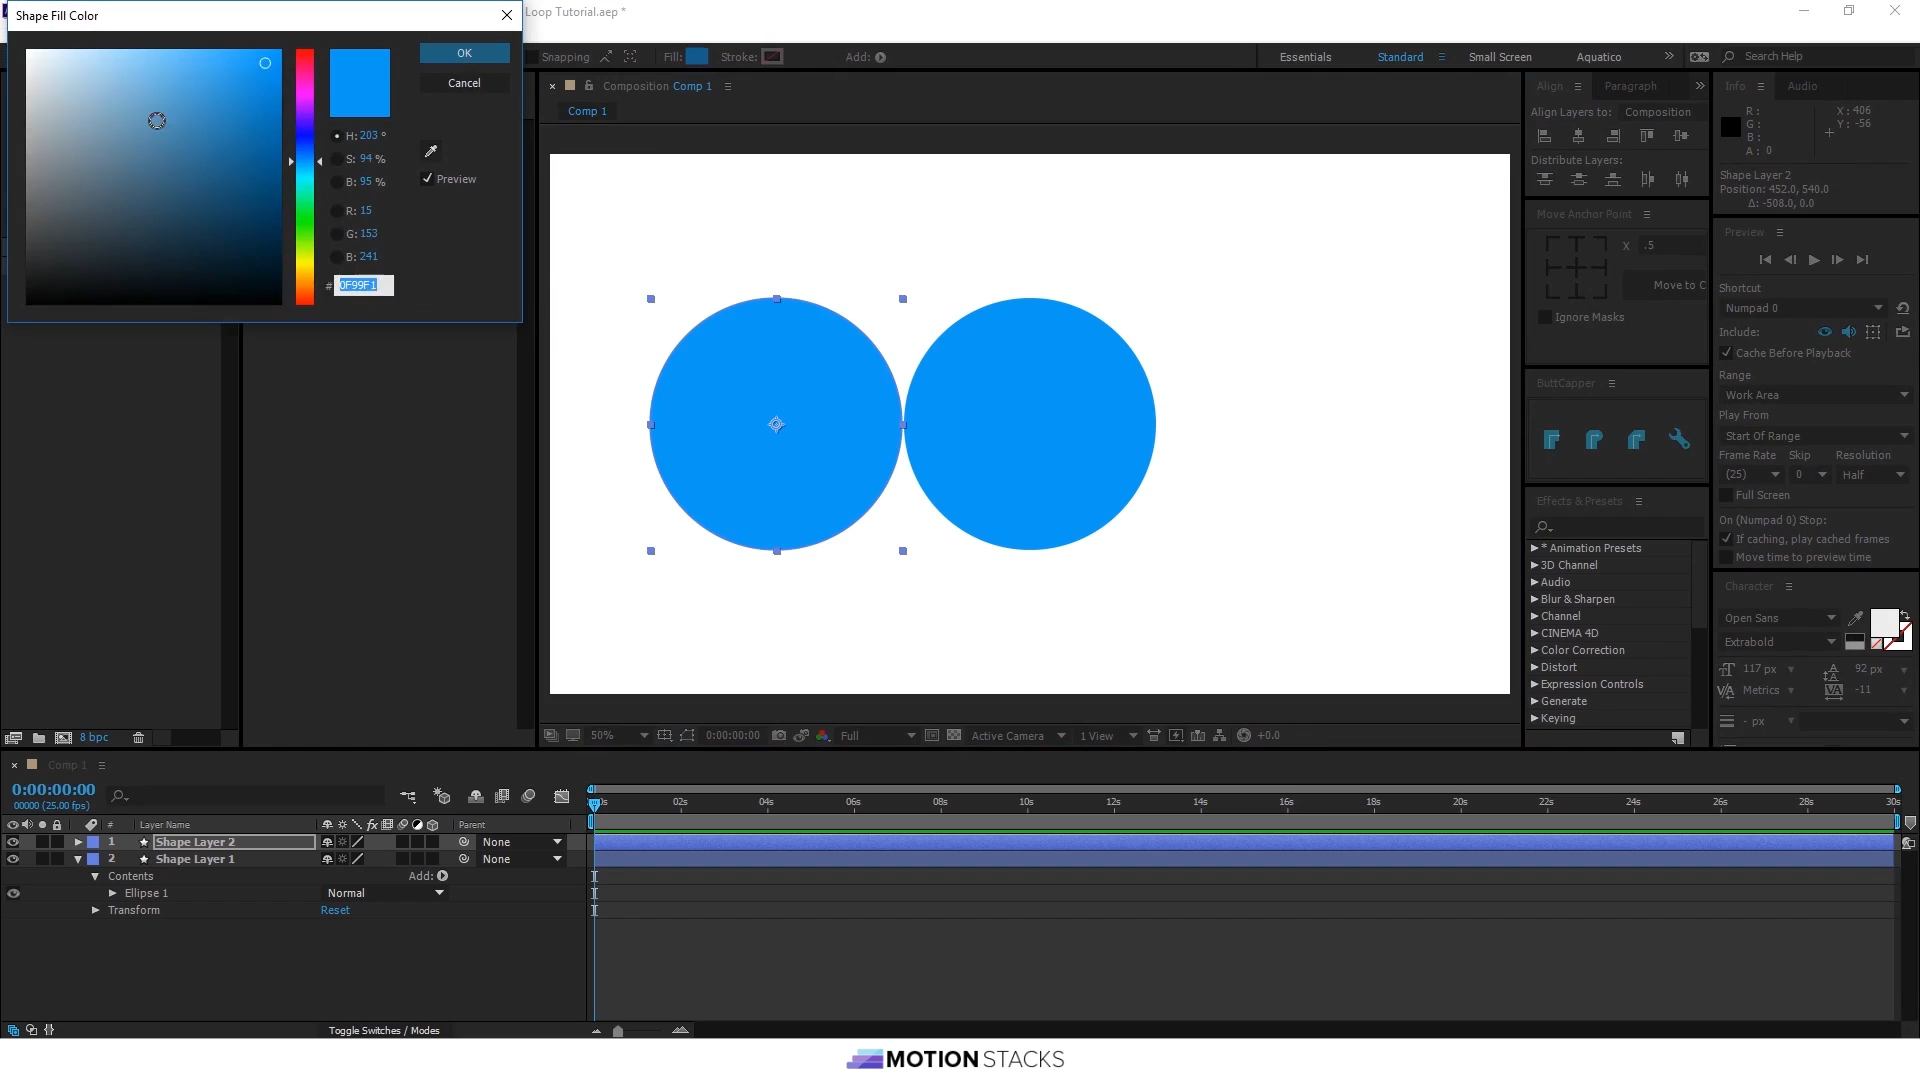 Shape Fill Color
Loop Tutorial.aep *
OK
Cancel
H: 203 °
S: 94 %
B: 95 %
Preview
R: 15
G: 153
B: 241
# 0F99F1
Snapping
Fill:
Stroke:
Add:
Essentials
Standard
Small Screen
Aquatico
Search Help
Composition Comp 1
Comp 1
Align
Paragraph
Align Layers to: Composition
Distribute Layers:
Move Anchor Point
X .5
Move to C
Ignore Masks
ButtCapper
Effects & Presets
* Animation Presets
3D Channel
Audio
Blur & Sharpen
Channel
CINEMA 4D
Color Correction
Distort
Expression Controls
Generate
Keying
Info
Audio
R:
G:
B:
A: 0
X: 406
Y: -56
Shape Layer 2
Position: 452.0, 540.0
Δ: -508.0, 0.0
Preview
Shortcut
Numpad 0
Include:
Cache Before Playback
Range
Work Area
Play From
Start Of Range
Frame Rate Skip Resolution
(25) 0 Half
Full Screen
On (Numpad 0) Stop:
If caching, play cached frames
Move time to preview time
Character
Open Sans
Extrabold
117 px
92 px
Metrics
-11
- px
8 bpc
50%
0:00:00:00
Full
Active Camera
1 View
+0.0
Comp 1
0:00:00:00
00000 (25.00 fps)
# Layer Name
Parent
1 Shape Layer 2 None
2 Shape Layer 1 None
Contents Add:
Ellipse 1 Normal
Transform Reset
02s 04s 06s 08s 10s 12s 14s 16s 18s 20s 22s 24s 26s 28s 30s
Toggle Switches / Modes
MOTION STACKS